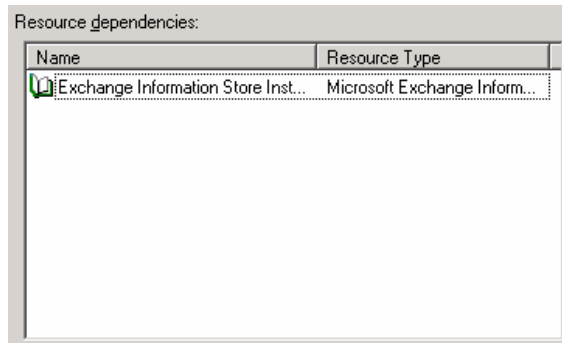 Resource dependencies:
Name Resource Type
Exchange Information Store Inst... Microsoft Exchange Inform...